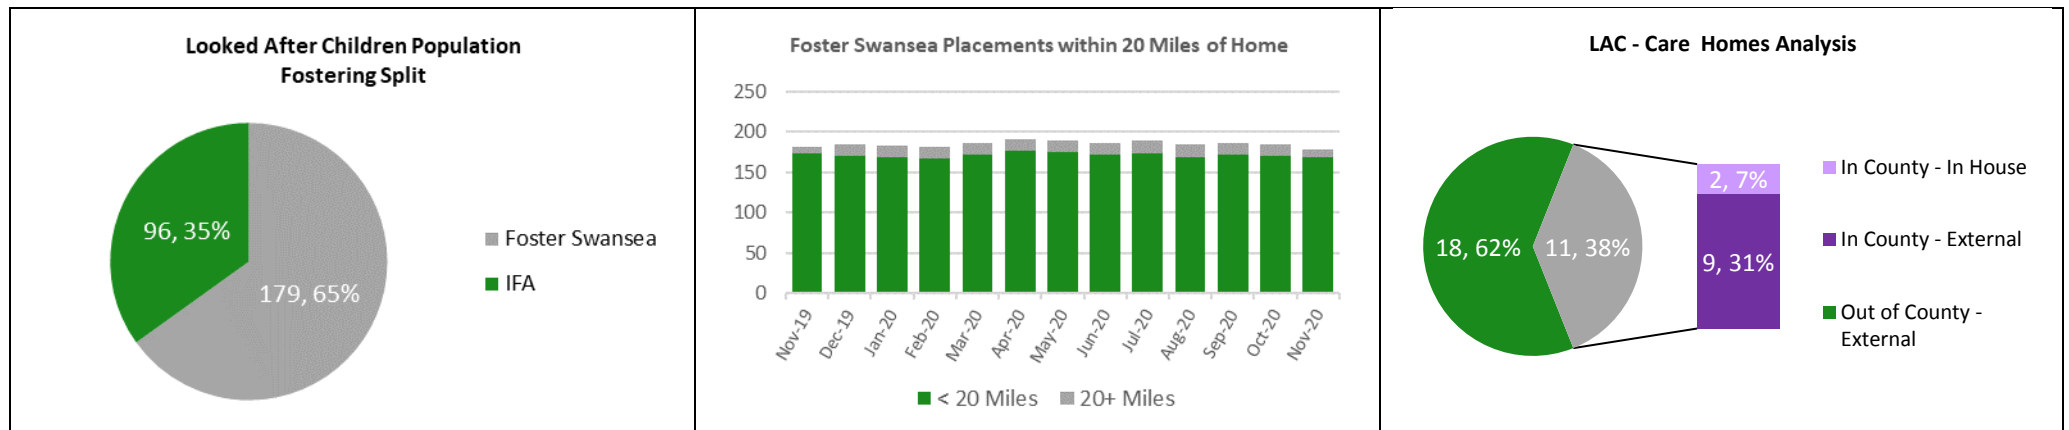 Looked After Children Population
Fostering Split
96, 35%
179, 65%
Foster Swansea
IFA
Foster Swansea Placements within 20 Miles of Home
250
200
150
100
50
0
Nov-19
Dec-19
Jan-20
Feb-20
Mar-20
Apr-20
May-20
Jun-20
Jul-20
Aug-20
Sep-20
Oct-20
Nov-20
< 20 Miles
20+ Miles
LAC - Care  Homes Analysis
18, 62%
11, 38%
2, 7%
9, 31%
In County - In House
In County - External
Out of County -
External